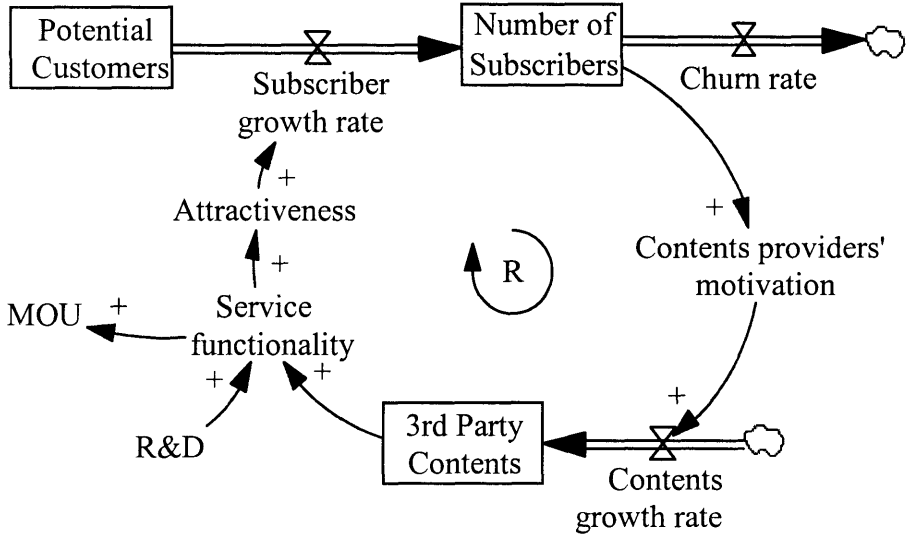 Potential
Customers
Number of
Subscribers
Subscriber
growth rate
Churn rate
+
Attractiveness
+
Contents providers'
motivation
+
R
MOU
+
Service
functionality
+
+
+
R&D
3rd Party
Contents
Contents
growth rate